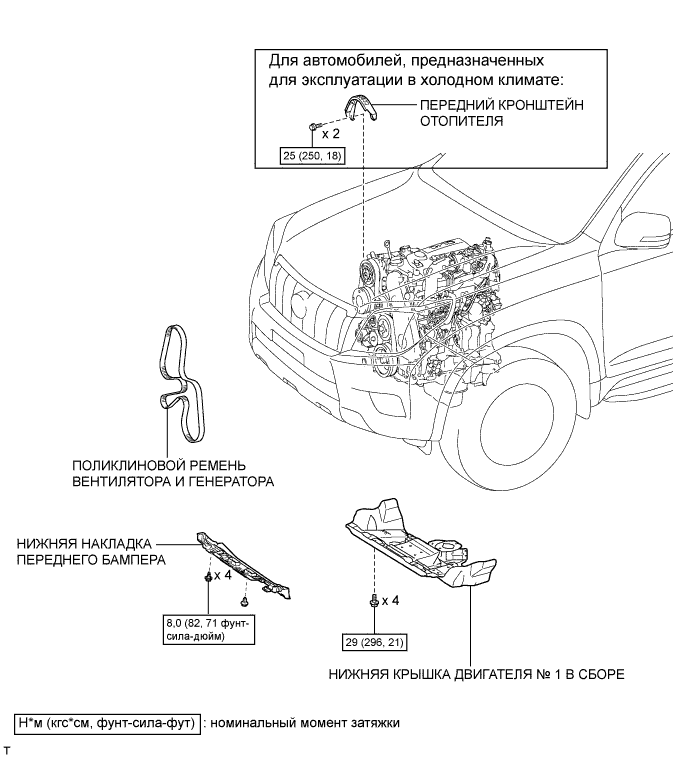 Для автомобилей, предназначенных
для эксплуатации в холодном климате:
ПЕРЕДНИЙ КРОНШТЕЙН
ОТОПИТЕЛЯ
x 2
25 (250, 18)
ПОЛИКЛИНОВОЙ РЕМЕНЬ
ВЕНТИЛЯТОРА И ГЕНЕРАТОРА
НИЖНЯЯ НАКЛАДКА
ПЕРЕДНЕГО БАМПЕРА
x 4
8,0 (82, 71 фунт-
сила-дюйм)
x 4
29 (296, 21)
НИЖНЯЯ КРЫШКА ДВИГАТЕЛЯ № 1 В СБОРЕ
Н*м (кгс*см, фунт-сила-фут) : номинальный момент затяжки
T